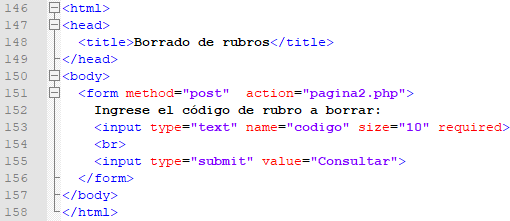 146 <html>
147 <head>
148   <title>Borrado de rubros</title>
149 </head>
150 <body>
151   <form method="post"  action="pagina2.php">
152     Ingrese el código de rubro a borrar:
153     <input type="text" name="codigo" size="10" required>
154     <br>
155     <input type="submit" value="Consultar">
156   </form>
157 </body>
158 </html>